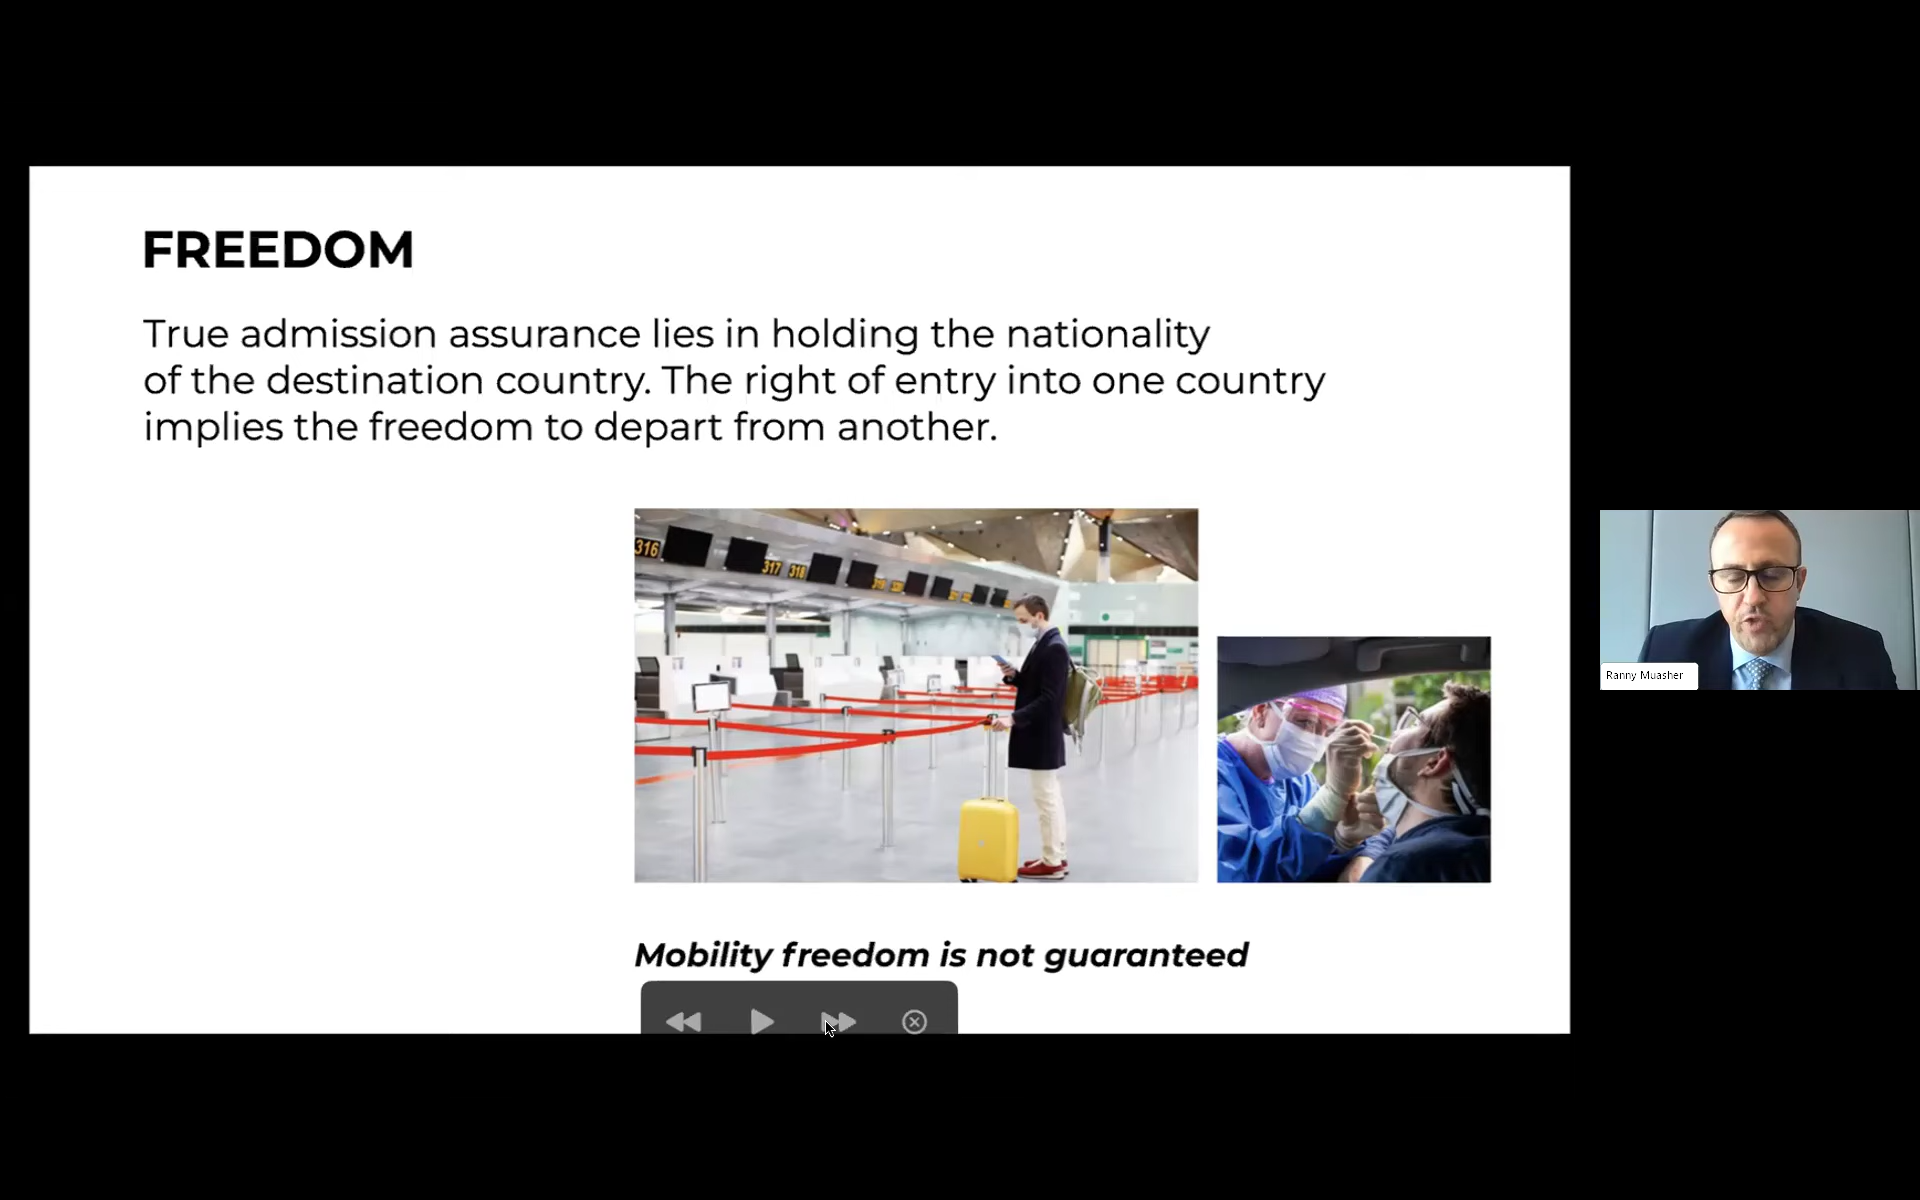 FREEDOM
True admission assurance lies in holding the nationality
of the destination country. The right of entry into one country
implies the freedom to depart from another.
316
317
318
Ranny Muasher
Mobility freedom is not guaranteed